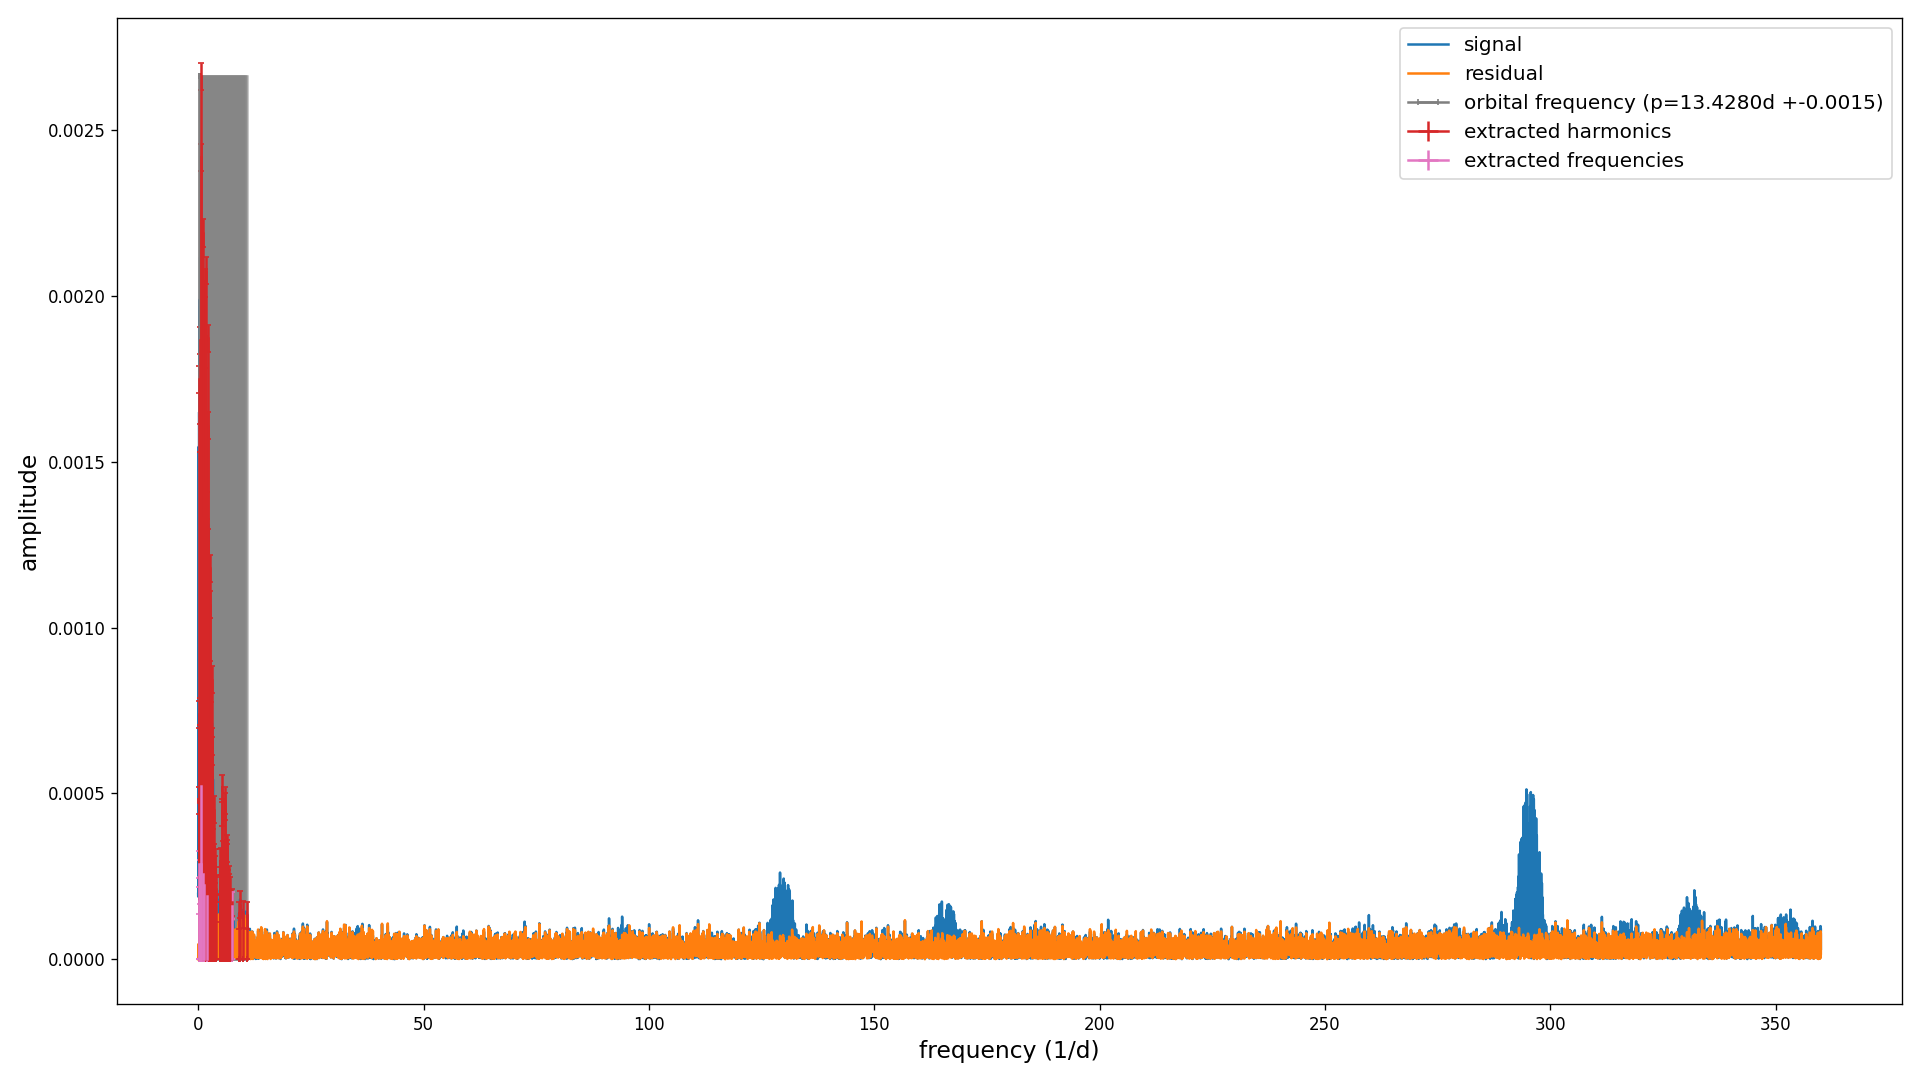 signal
residual
orbital frequency (p=13.4280d +-0.0015)
extracted harmonics
extracted frequencies
0.0025
0.0020
0.0015
0.0010
0.0005
0.0000
amplitude
0 50 100 150 200 250 300 350
frequency (1/d)